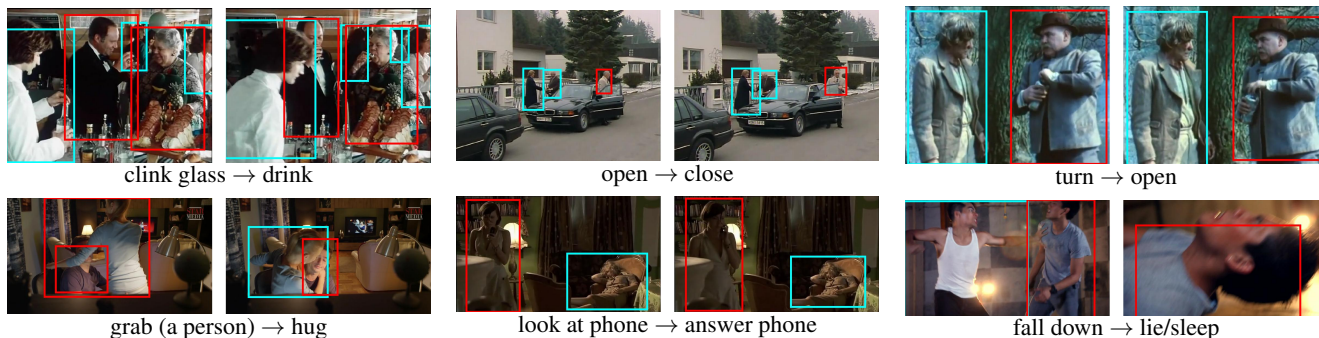 clink glass → drink
open → close
turn → open
grab (a person) → hug
look at phone → answer phone
fall down → lie/sleep